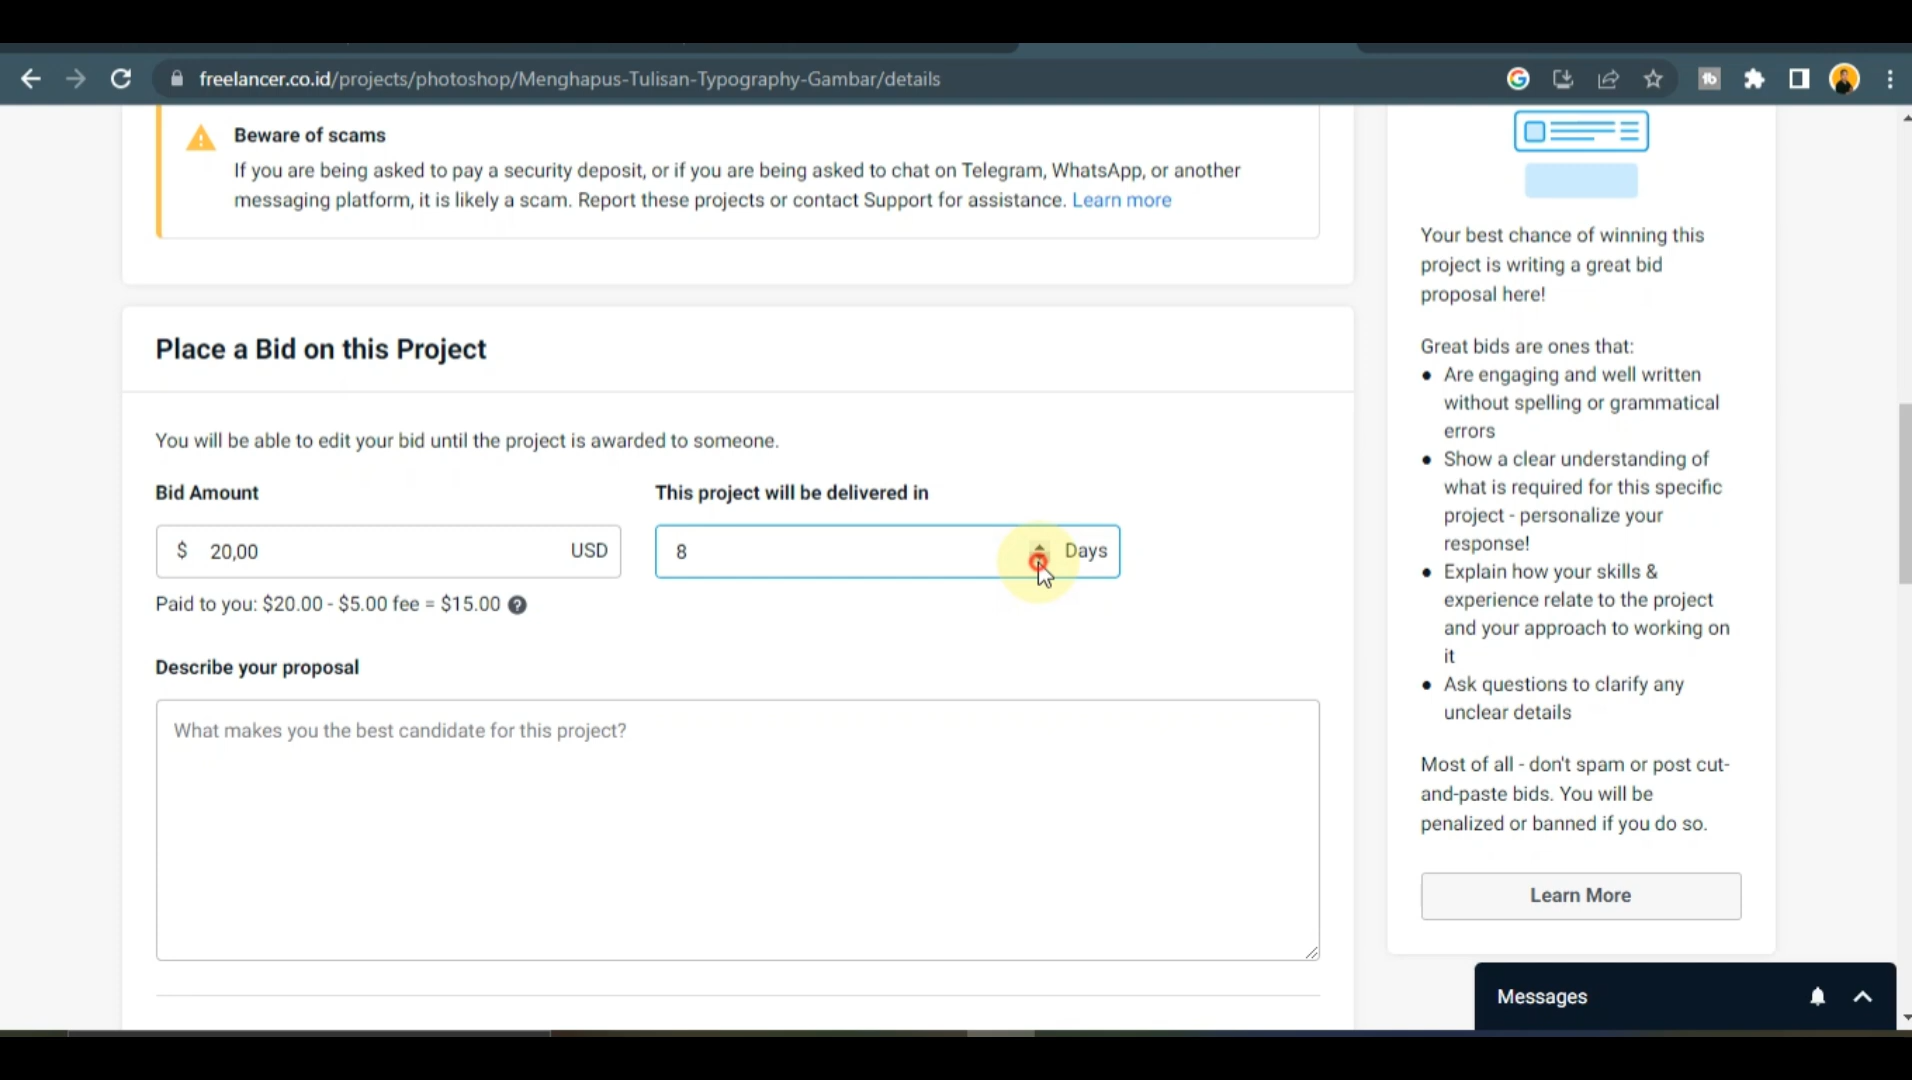 freelancer.co.id/projects/photoshop/Menghapus-Tulisan-Typography-Gambar/details
Beware of scams
If you are being asked to pay a security deposit, or if you are being asked to chat on Telegram, WhatsApp, or another
messaging platform, it is likely a scam. Report these projects or contact Support for assistance. Learn more
Place a Bid on this Project
You will be able to edit your bid until the project is awarded to someone.
Bid Amount
This project will be delivered in
$ 20,00 USD
8 Days
Paid to you: $20.00 - $5.00 fee = $15.00 ?
Describe your proposal
What makes you the best candidate for this project?
Your best chance of winning this
project is writing a great bid
proposal here!
Great bids are ones that:
● Are engaging and well written
without spelling or grammatical
errors
● Show a clear understanding of
what is required for this specific
project - personalize your
response!
● Explain how your skills &
experience relate to the project
and your approach to working on
it
● Ask questions to clarify any
unclear details
Most of all - don't spam or post cut-
and-paste bids. You will be
penalized or banned if you do so.
Learn More
Messages